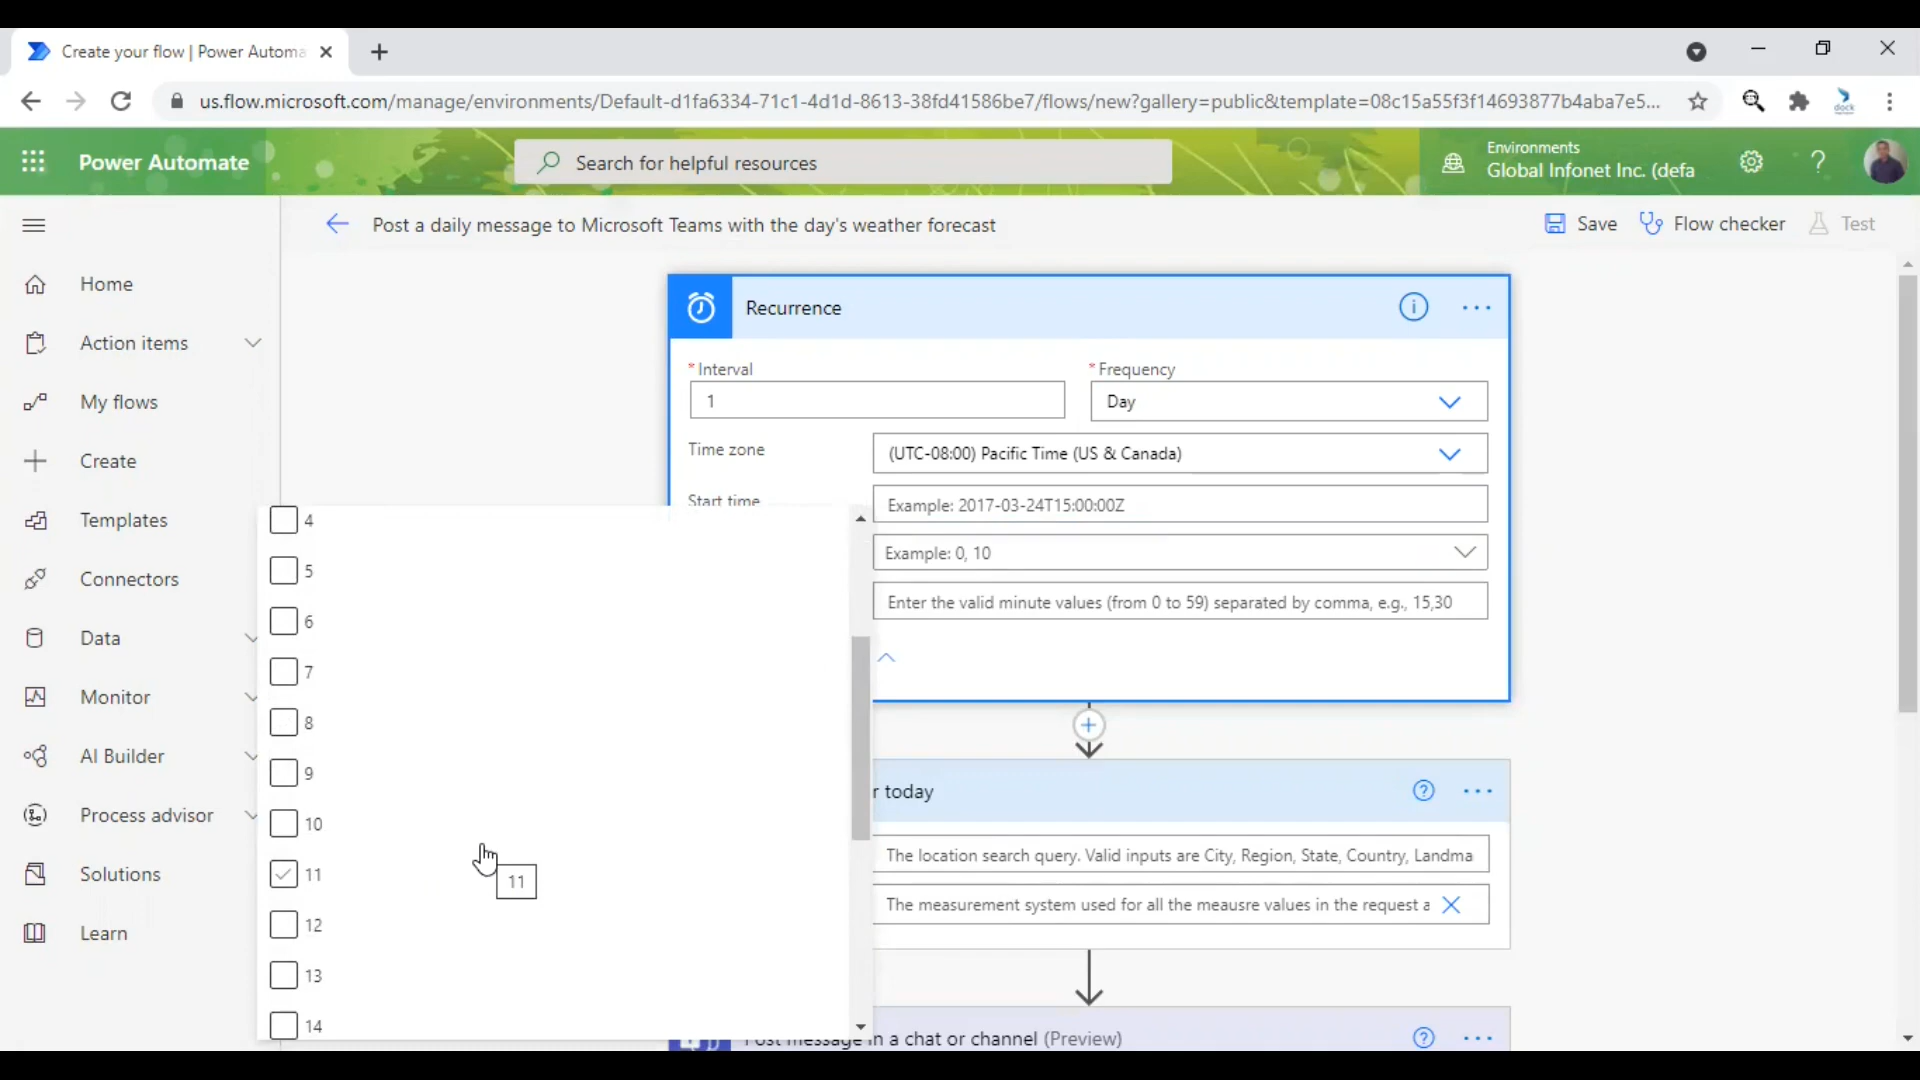 Create your flow | Power Automa
us.flow.microsoft.com/manage/environments/Default-d1fa6334-71c1-4d1d-8613-38fd41586be7/flows/new?gallery=public&template=08c15a55f3f14693877b4aba7e5...
dock
Power Automate
Search for helpful resources
Environments
Global Infonet Inc. (defa
?
Post a daily message to Microsoft Teams with the day's weather forecast
Save
Flow checker
Test
Home
Action items
My flows
Create
Templates
Connectors
Data
Monitor
AI Builder
Process advisor
Solutions
Learn
Recurrence
* Interval
* Frequency
1
Day
Time zone
(UTC-08:00) Pacific Time (US & Canada)
Start time
Example: 2017-03-24T15:00:00Z
Example: 0, 10
Enter the valid minute values (from 0 to 59) separated by comma, e.g., 15,30
4
5
6
7
8
9
10
11
12
13
14
11
r today
The location search query. Valid inputs are City, Region, State, Country, Landma
The measurement system used for all the meausre values in the request a
Post message in a chat or channel (Preview)